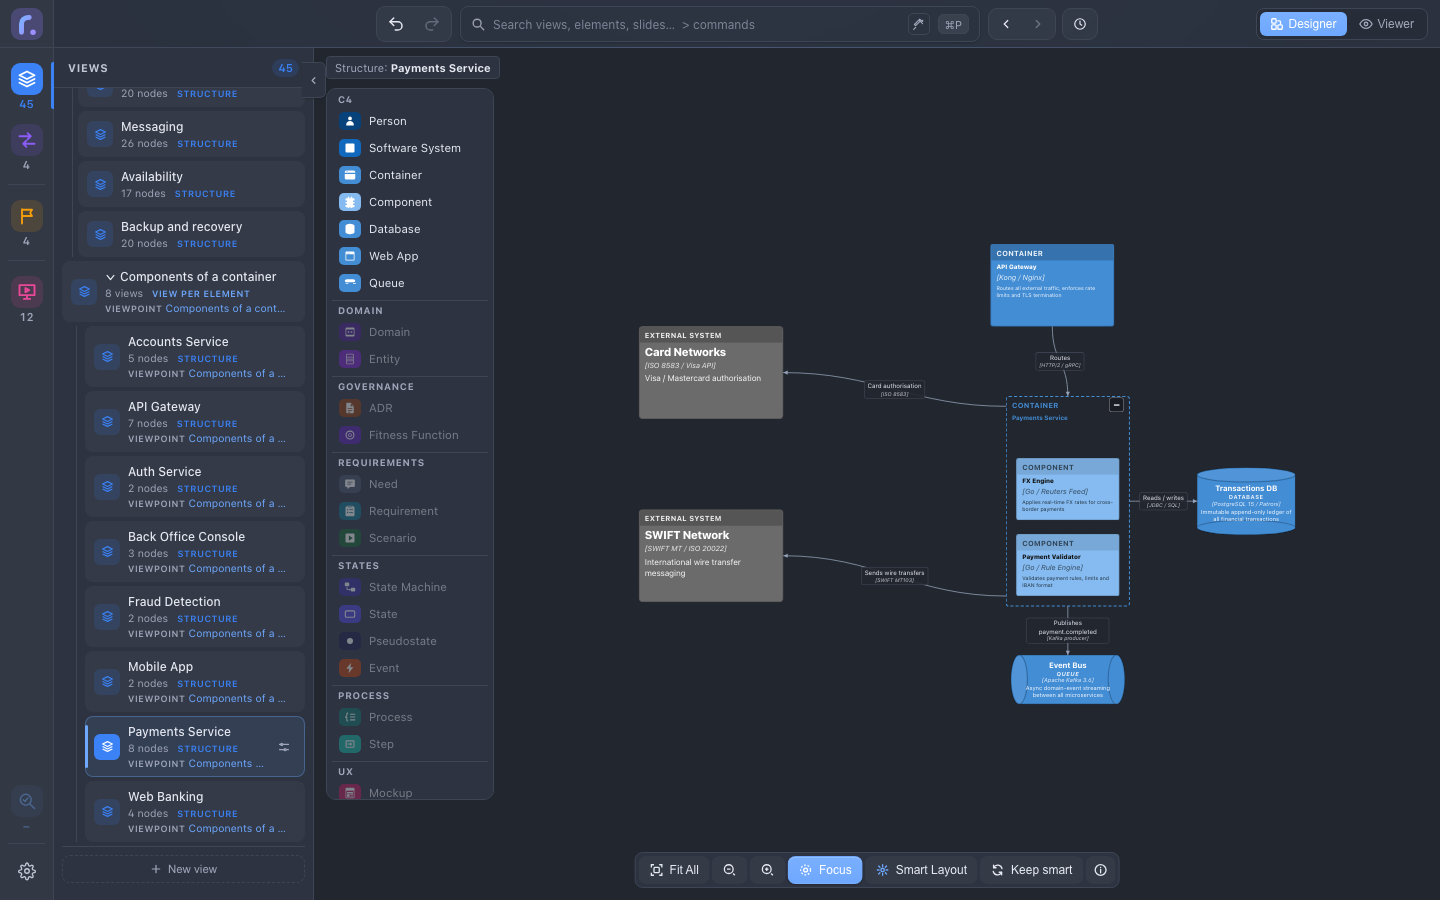 Search views, elements, slides... > commands
⌘P
Designer
Viewer
45
4
4
12
–
VIEWS
45
20 nodes STRUCTURE
Messaging
26 nodes STRUCTURE
Availability
17 nodes STRUCTURE
Backup and recovery
20 nodes STRUCTURE
Components of a container
8 views VIEW PER ELEMENT
VIEWPOINT Components of a cont...
Accounts Service
5 nodes STRUCTURE
VIEWPOINT Components of a ...
API Gateway
7 nodes STRUCTURE
VIEWPOINT Components of a ...
Auth Service
2 nodes STRUCTURE
VIEWPOINT Components of a ...
Back Office Console
3 nodes STRUCTURE
VIEWPOINT Components of a ...
Fraud Detection
2 nodes STRUCTURE
VIEWPOINT Components of a ...
Mobile App
2 nodes STRUCTURE
VIEWPOINT Components of a ...
Payments Service
8 nodes STRUCTURE
VIEWPOINT Components ...
Web Banking
4 nodes STRUCTURE
VIEWPOINT Components of a ...
+ New view
Structure: Payments Service
C4
Person
Software System
Container
Component
Database
Web App
Queue
DOMAIN
Domain
Entity
GOVERNANCE
ADR
Fitness Function
REQUIREMENTS
Need
Requirement
Scenario
STATES
State Machine
State
Pseudostate
Event
PROCESS
Process
Step
UX
Mockup
CONTAINER
API Gateway
[Kong / Nginx]
Routes all external traffic, enforces rate
limits and TLS termination
EXTERNAL SYSTEM
Card Networks
[ISO 8583 / Visa API]
Visa / Mastercard authorisation
Routes
[HTTP/2 / gRPC]
Card authorisation
[ISO 8583]
CONTAINER
Payments Service
COMPONENT
FX Engine
[Go / Reuters Feed]
Applies real-time FX rates for cross-
border payments
Reads / writes
[JDBC / SQL]
Transactions DB
DATABASE
[PostgreSQL 15 / Patroni]
Immutable append-only ledger of
all financial transactions
EXTERNAL SYSTEM
SWIFT Network
[SWIFT MT / ISO 20022]
International wire transfer
messaging
COMPONENT
Payment Validator
[Go / Rule Engine]
Validates payment rules, limits and
IBAN format
Sends wire transfers
[SWIFT MT103]
Publishes
payment.completed
[Kafka producer]
Event Bus
QUEUE
[Apache Kafka 3.6]
Async domain-event streaming
between all microservices
Fit All
Focus
Smart Layout
Keep smart